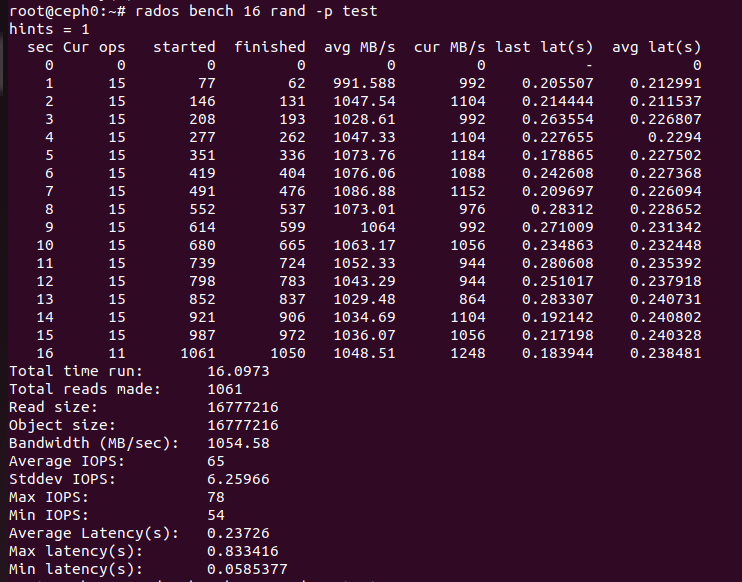 root@ceph0:~# rados bench 16 rand -p test
hints = 1
  sec Cur ops   started  finished  avg MB/s  cur MB/s last lat(s)  avg lat(s)
    0       0         0         0         0         0           -           0
    1      15        77        62   991.588       992    0.205507    0.212991
    2      15       146       131   1047.54      1104    0.214444    0.211537
    3      15       208       193   1028.61       992    0.263554    0.226807
    4      15       277       262   1047.33      1104    0.227655      0.2294
    5      15       351       336   1073.76      1184    0.178865    0.227502
    6      15       419       404   1076.06      1088    0.242608    0.227368
    7      15       491       476   1086.88      1152    0.209697    0.226094
    8      15       552       537   1073.01       976     0.28312    0.228652
    9      15       614       599      1064       992    0.271009    0.231342
   10      15       680       665   1063.17      1056    0.234863    0.232448
   11      15       739       724   1052.33       944    0.280608    0.235392
   12      15       798       783   1043.29       944    0.251017    0.237918
   13      15       852       837   1029.48       864    0.283307    0.240731
   14      15       921       906   1034.69      1104    0.192142    0.240802
   15      15       987       972   1036.07      1056    0.217198    0.240328
   16      11      1061      1050   1048.51      1248    0.183944    0.238481
Total time run:       16.0973
Total reads made:     1061
Read size:            16777216
Object size:          16777216
Bandwidth (MB/sec):   1054.58
Average IOPS:         65
Stddev IOPS:          6.25966
Max IOPS:             78
Min IOPS:             54
Average Latency(s):   0.23726
Max latency(s):       0.833416
Min latency(s):       0.0585377